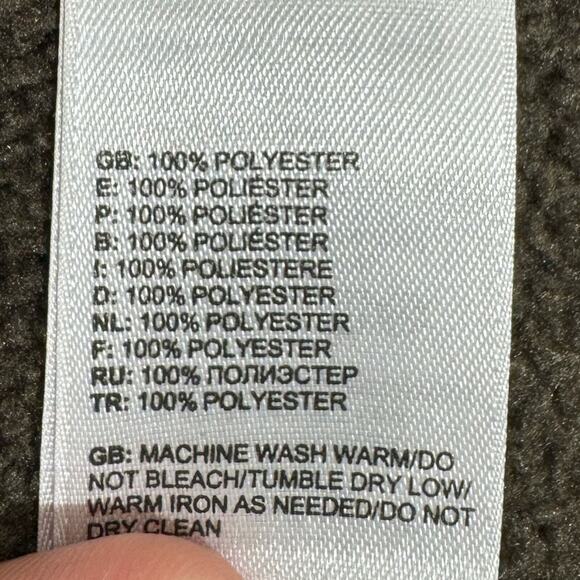 GB: 100% POLYESTER
E: 100% POLIÉSTER
P: 100% POLIÉSTER
B: 100% POLIÉSTER
I: 100% POLIESTERE
D: 100% POLYESTER
NL: 100% POLYESTER
F: 100% POLYESTER
RU: 100% ПОЛИЭСТЕР
TR: 100% POLYESTER
GB: MACHINE WASH WARM/DO
NOT BLEACH/TUMBLE DRY LOW/
WARM IRON AS NEEDED/DO NOT
DRY CLEAN